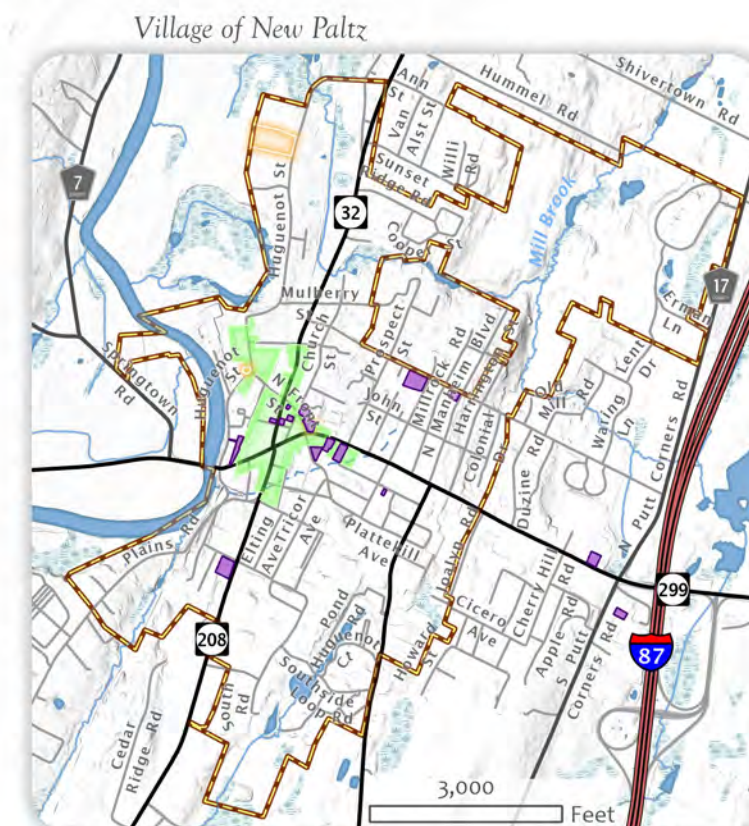 Village of New Paltz
Ann
St
Hummel Rd
Shivertown Rd
Van
Alst St
Willi
Rd
Sunset
Ridge Rd
7
32
Huguenot St
Coope
St
Mill Brook
17
Mulberry
St
Erman
Ln
Church
St
Prospect
St
Springtown
Rd
Huguenot
St
N Fr
St
John
St
Millrock Rd
N Manheim Blvd
Harrington St
Colonial
Dr
Old
Mill Rd
Waring
Ln
Lent
Dr
Duzine Rd
N Putt Corners Rd
Plains Rd
Elting
Ave
Tricor
Ave
Plattekill
Ave
Joalyn Rd
Cherry Hill
Rd
299
Cicero
Ave
Apple Rd
S Putt
Corners Rd
87
208
Pond
Rd
Huguenot
Ct
Howard
St
Southside
Loop Rd
South
Rd
Cedar
Ridge Rd
3,000
Feet